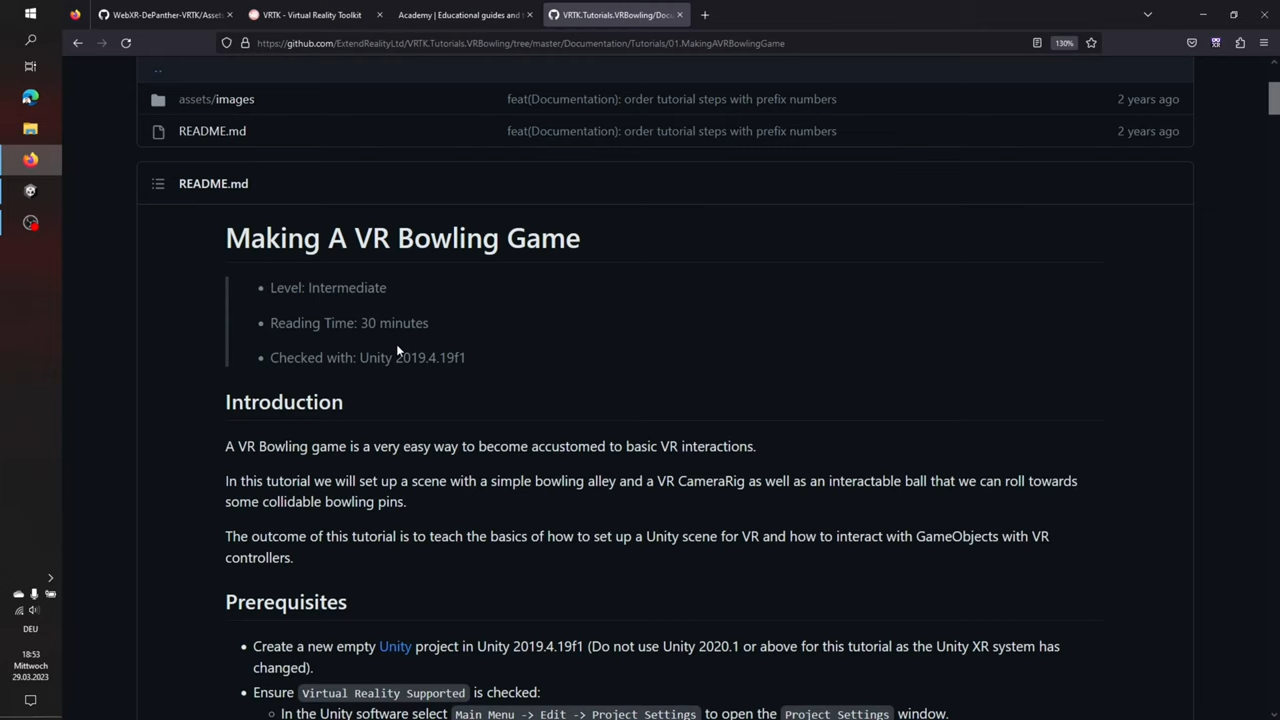 WebXR-DePanther-VRTK/Assets
VRTK - Virtual Reality Toolkit
Academy | Educational guides and t
VRTK.Tutorials.VRBowling/Docu
https://github.com/ExtendRealityLtd/VRTK.Tutorials.VRBowling/tree/master/Documentation/Tutorials/01.MakingAVRBowlingGame
130%
..
assets/images
feat(Documentation): order tutorial steps with prefix numbers
2 years ago
README.md
feat(Documentation): order tutorial steps with prefix numbers
2 years ago
README.md
Making A VR Bowling Game
• Level: Intermediate
• Reading Time: 30 minutes
• Checked with: Unity 2019.4.19f1
Introduction
A VR Bowling game is a very easy way to become accustomed to basic VR interactions.
In this tutorial we will set up a scene with a simple bowling alley and a VR CameraRig as well as an interactable ball that we can roll towards
some collidable bowling pins.
The outcome of this tutorial is to teach the basics of how to set up a Unity scene for VR and how to interact with GameObjects with VR
controllers.
Prerequisites
• Create a new empty Unity project in Unity 2019.4.19f1 (Do not use Unity 2020.1 or above for this tutorial as the Unity XR system has
changed).
• Ensure Virtual Reality Supported is checked:
In the Unity software select Main Menu -> Edit -> Project Settings to open the Project Settings window.
DEU
18:53
Mittwoch
29.03.2023